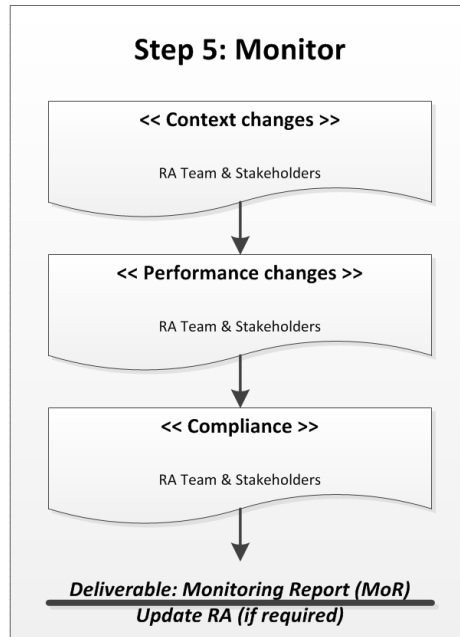 Step 5: Monitor
<< Context changes >>
RA Team & Stakeholders
<< Performance changes >>
RA Team & Stakeholders
<< Compliance >>
RA Team & Stakeholders
Deliverable: Monitoring Report (MoR)
Update RA (if required)